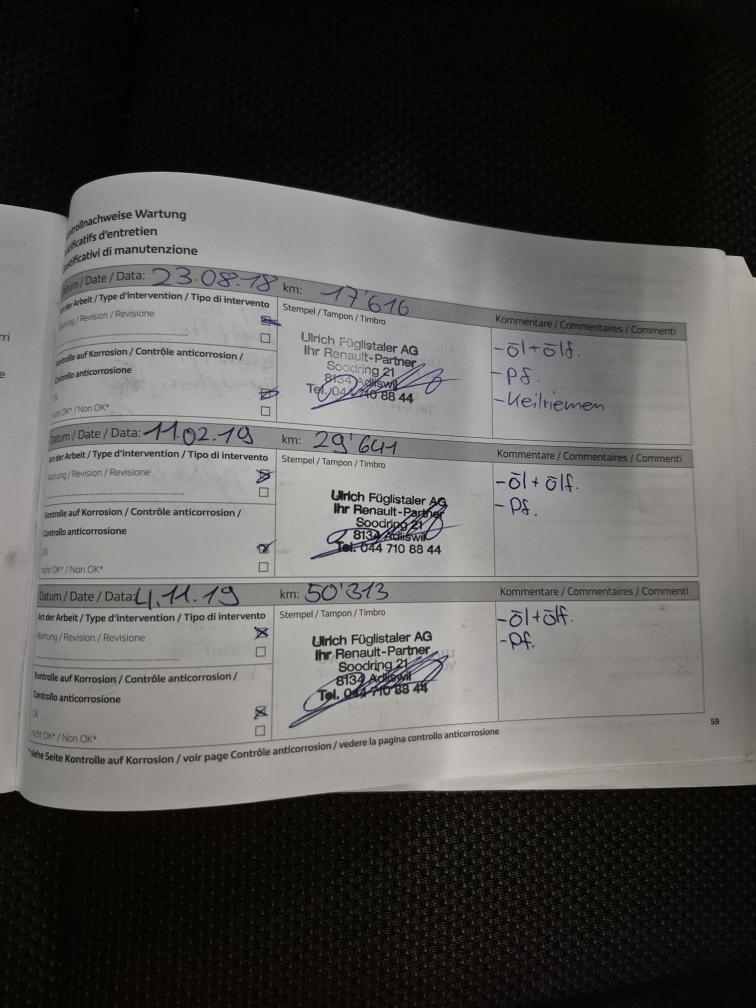 rri
e
trollnachweise Wartung
ificatifs d'entretien
stificativi di manutenzione
Datum / Date / Data: 23.08.18 km: 17'616
Art der Arbeit / Type d'intervention / Tipo di intervento
Stempel / Tampon / Timbro
Kommentare / Commentaires / Commenti
Wartung / Revision / Revisione
Kontrolle auf Korrosion / Contrôle anticorrosion /
Controllo anticorrosione
OK
nicht OK* / Non OK*
Ulrich Füglistaler AG
Ihr Renault-Partner
Soodring 21
8134 Adliswil
Tel. 044 710 88 44
-öl+ölf.
-Pf.
-Keilriemen
Datum / Date / Data: 11.02.19 km: 29'641
Art der Arbeit / Type d'intervention / Tipo di intervento
Stempel / Tampon / Timbro
Kommentare / Commentaires / Commenti
Wartung / Revision / Revisione
Kontrolle auf Korrosion / Contrôle anticorrosion /
Controllo anticorrosione
OK
nicht OK* / Non OK*
Ulrich Füglistaler AG
Ihr Renault-Partner
Soodring 21
8134 Adliswil
Tel. 044 710 88 44
-öl+ölf.
-Pf.
Datum / Date / Data: 4.11.19 km: 50'313
Art der Arbeit / Type d'intervention / Tipo di intervento
Stempel / Tampon / Timbro
Kommentare / Commentaires / Commenti
Wartung / Revision / Revisione
Kontrolle auf Korrosion / Contrôle anticorrosion /
Controllo anticorrosione
OK
nicht OK* / Non OK*
Ulrich Füglistaler AG
Ihr Renault-Partner
Soodring 21
8134 Adliswil
Tel. 044 710 88 44
-öl+ölf.
-Pf.
*siehe Seite Kontrolle auf Korrosion / voir page Contrôle anticorrosion / vedere la pagina controllo anticorrosione
59